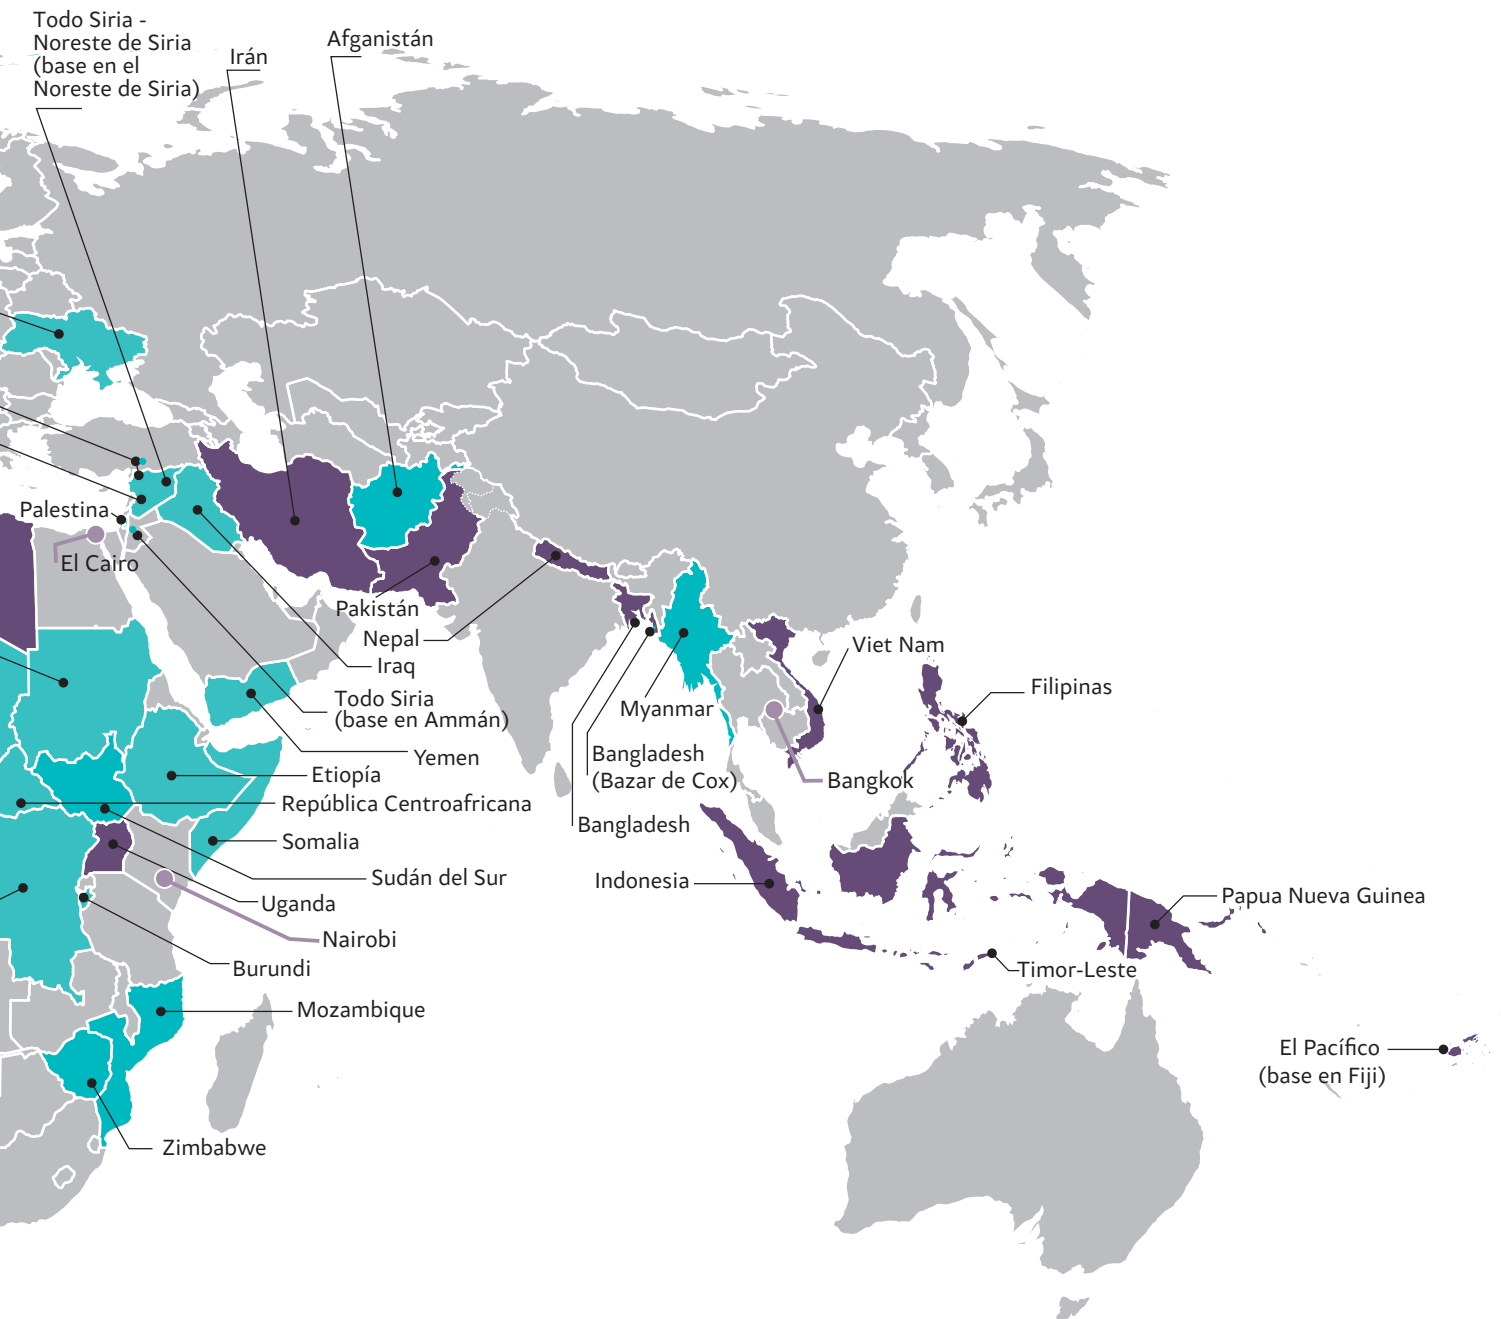 Todo Siria -
Noreste de Siria
(base en el
Noreste de Siria)
Irán
Afganistán
Palestina
El Cairo
Pakistán
Nepal
Iraq
Todo Siria
(base en Ammán)
Yemen
Etiopía
República Centroafricana
Somalia
Sudán del Sur
Uganda
Nairobi
Burundi
Mozambique
Zimbabwe
Viet Nam
Filipinas
Myanmar
Bangladesh
(Bazar de Cox)
Bangkok
Bangladesh
Indonesia
Papua Nueva Guinea
Timor-Leste
El Pacífico
(base en Fiji)